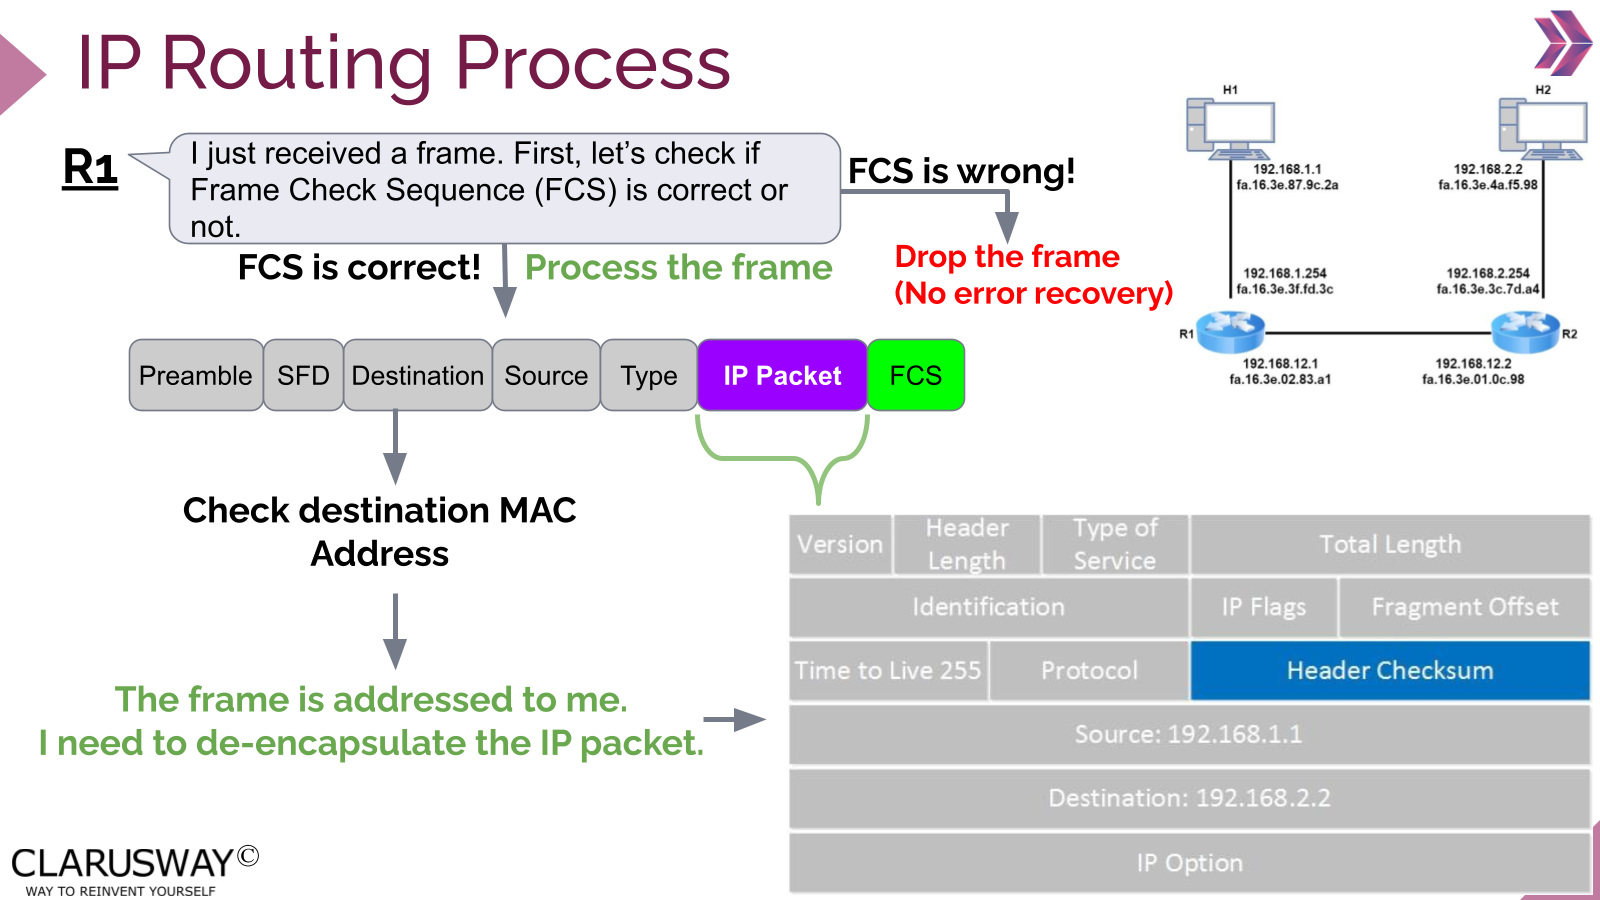 IP Routing Process
R1
I just received a frame. First, let’s check if
Frame Check Sequence (FCS) is correct or
not.
FCS is wrong!
FCS is correct!
Process the frame
Drop the frame
(No error recovery)
Preamble
SFD
Destination
Source
Type
IP Packet
FCS
Check destination MAC
Address
The frame is addressed to me.
I need to de-encapsulate the IP packet.
H1
H2
192.168.1.1
fa.16.3e.87.9c.2a
192.168.2.2
fa.16.3e.4a.f5.98
192.168.1.254
fa.16.3e.3f.fd.3c
192.168.2.254
fa.16.3e.3c.7d.a4
R1
R2
192.168.12.1
fa.16.3e.02.83.a1
192.168.12.2
fa.16.3e.01.0c.98
Version
Header
Length
Type of
Service
Total Length
Identification
IP Flags
Fragment Offset
Time to Live 255
Protocol
Header Checksum
Source: 192.168.1.1
Destination: 192.168.2.2
IP Option
CLARUSWAY©
WAY TO REINVENT YOURSELF